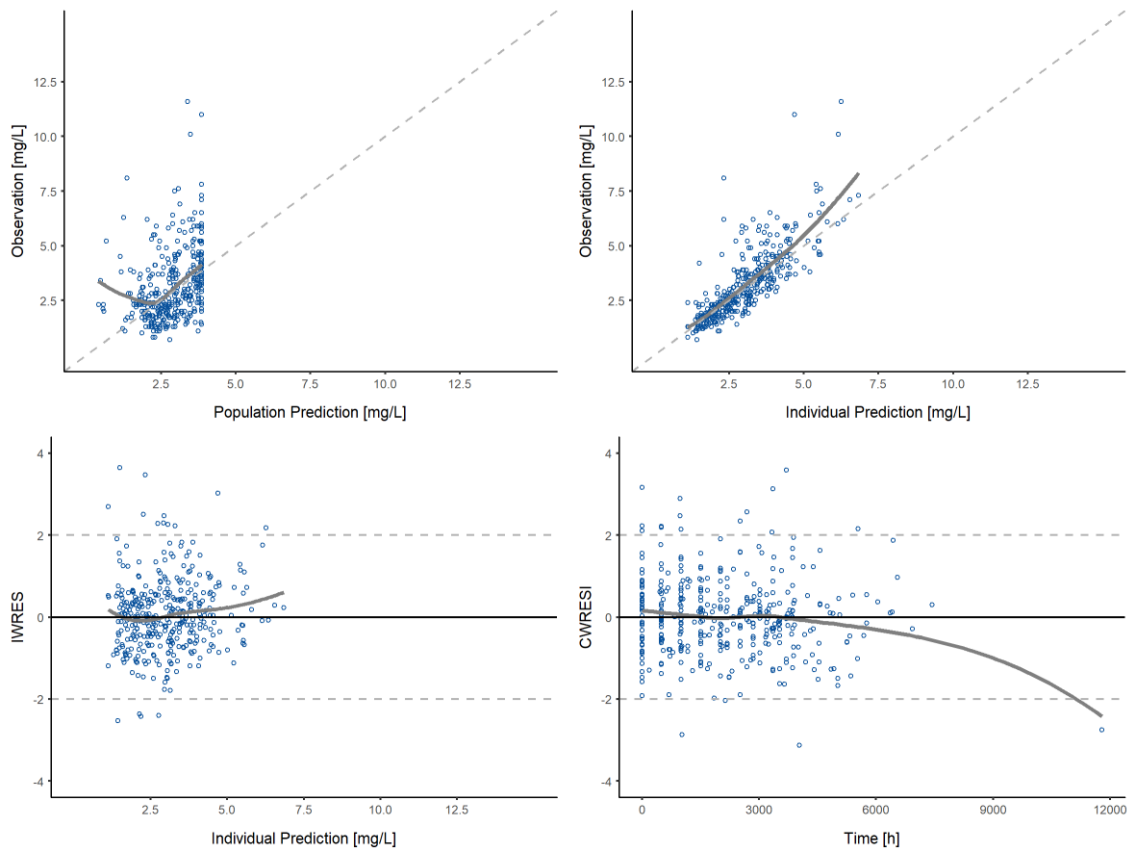 12.5
10.0
7.5
5.0
2.5
Observation [mg/L]
2.5 5.0 7.5 10.0 12.5
Population Prediction [mg/L]
12.5
10.0
7.5
5.0
2.5
Observation [mg/L]
2.5 5.0 7.5 10.0 12.5
Individual Prediction [mg/L]
4
2
0
-2
-4
IWRES
2.5 5.0 7.5 10.0 12.5
Individual Prediction [mg/L]
4
2
0
-2
-4
CWRESI
0 3000 6000 9000 12000
Time [h]